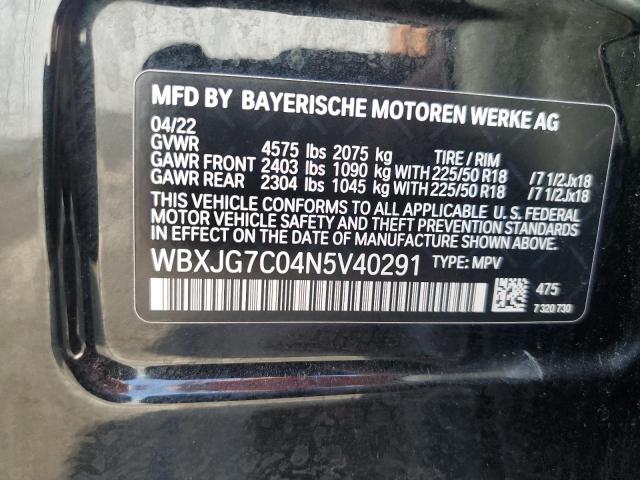 MFD BY BAYERISCHE MOTOREN WERKE AG
04/22
GVWR 4575 lbs 2075 kg TIRE / RIM
GAWR FRONT 2403 lbs 1090 kg WITH 225/50 R18 /7 1/2Jx18
GAWR REAR 2304 lbs 1045 kg WITH 225/50 R18 /7 1/2Jx18
THIS VEHICLE CONFORMS TO ALL APPLICABLE U. S. FEDERAL
MOTOR VEHICLE SAFETY AND THEFT PREVENTION STANDARDS
IN EFFECT ON THE DATE OF MANUFACTURE SHOWN ABOVE.
WBXJG7C04N5V40291 TYPE: MPV
475
7 320 730